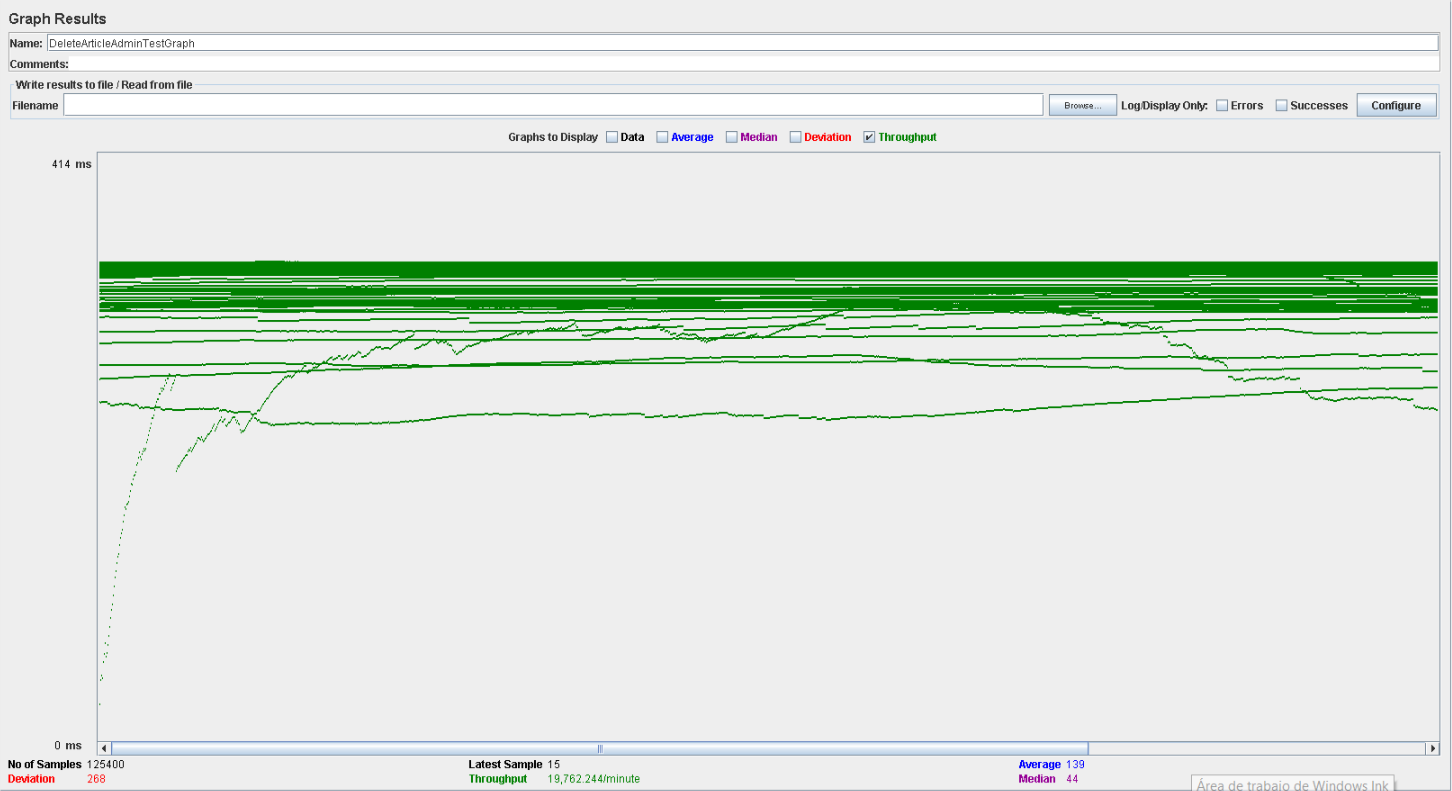 Graph Results
Name: DeleteArticleAdminTestGraph
Comments:
Write results to file / Read from file
Filename Browse... Log/Display Only: Errors Successes Configure
Graphs to Display Data Average Median Deviation Throughput
414 ms
0 ms
No of Samples 125400 Latest Sample 15 Average 139
Deviation 268 Throughput 19,762.244/minute Median 44
Área de trabajo de Windows Ink